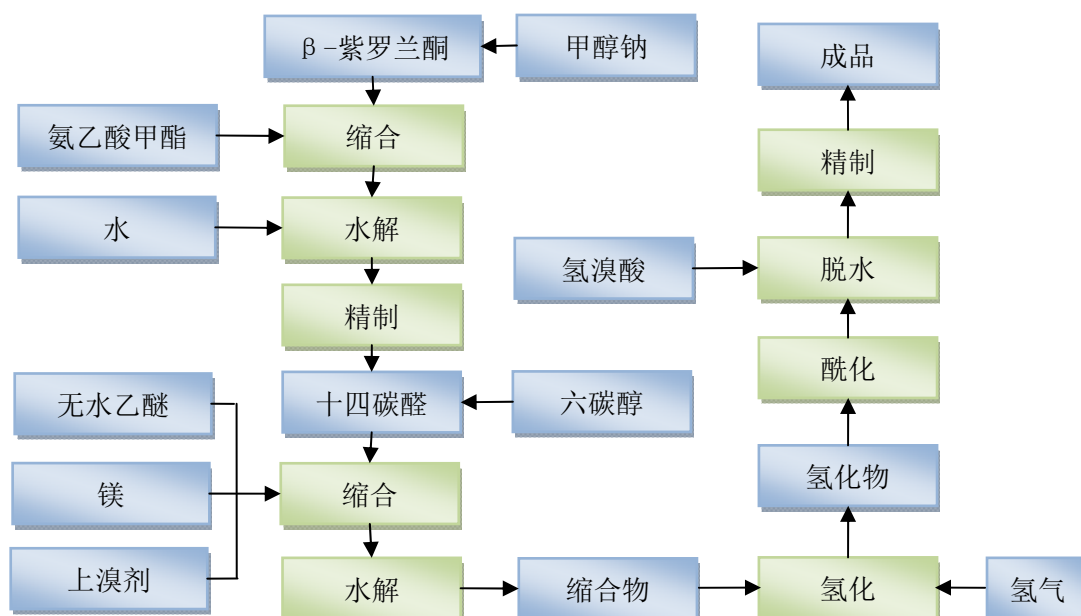 β-紫罗兰酮
甲醇钠
成品
氨乙酸甲酯
缩合
精制
水
水解
氢溴酸
脱水
精制
酰化
无水乙醚
十四碳醛
六碳醇
氢化物
镁
缩合
上溴剂
水解
缩合物
氢化
氢气